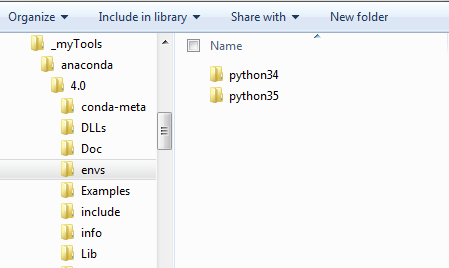 Organize Include in library Share with New folder
_myTools
anaconda
4.0
conda-meta
DLLs
Doc
envs
Examples
include
info
Lib
Name
python34
python35